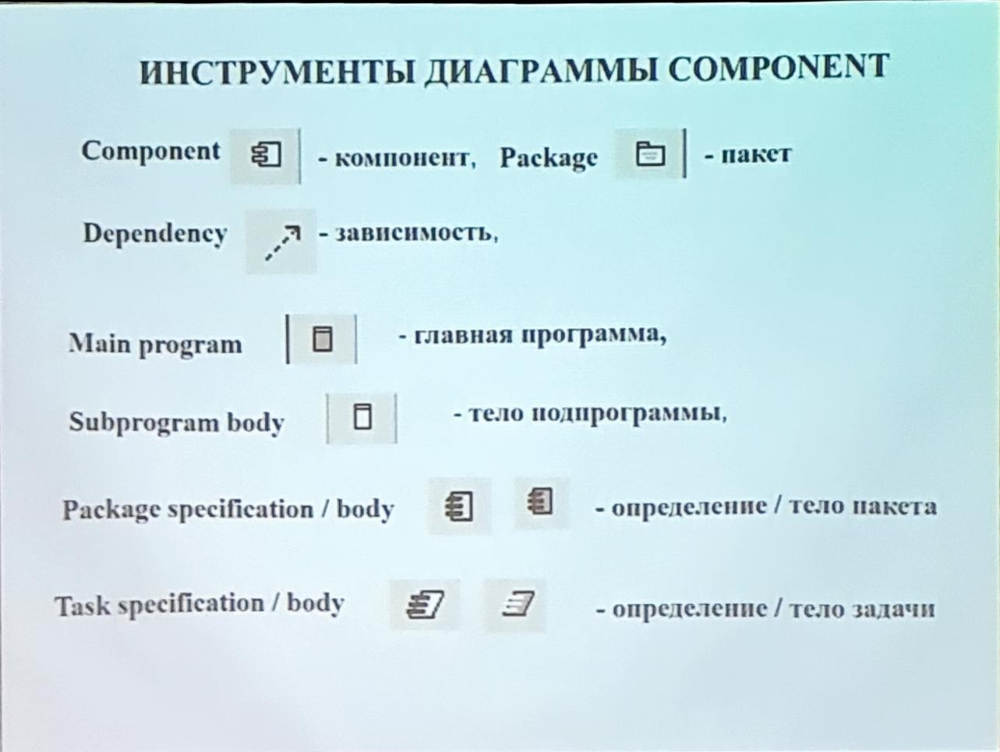 ИНСТРУМЕНТЫ ДИАГРАММЫ COMPONENT
Component - компонент, Package - пакет
Dependency - зависимость,
Main program - главная программа,
Subprogram body - тело подпрограммы,
Package specification / body - определение / тело пакета
Task specification / body - определение / тело задачи